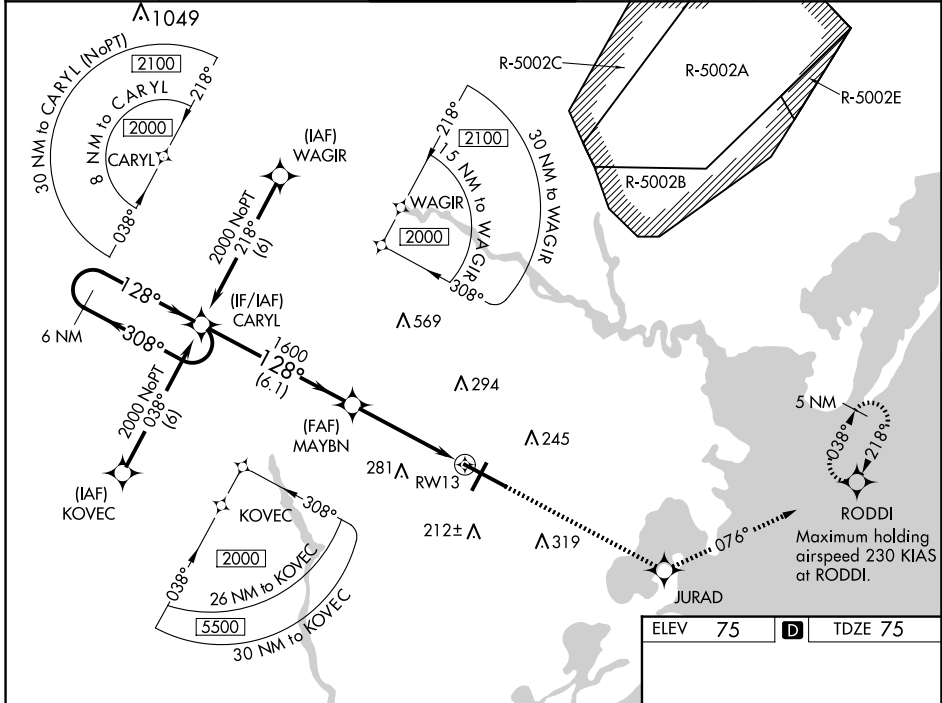 1049
30 NM to CARYL (NoPT)
2100
8 NM to CARYL
2000
218°
CARYL
038°
R-5002C
R-5002A
R-5002E
R-5002B
(IAF)
WAGIR
2000 NoPT
218°
(6)
218°
2100
15 NM to WAGIR
30 NM to WAGIR
WAGIR
2000
308°
128°
6 NM
308°
(IF/IAF)
CARYL
1600
128°
(6.1)
2000 NoPT
038°
(6)
(IAF)
KOVEC
(FAF)
MAYBN
569
294
245
281
RW13
212±
319
KOVEC
308°
038°
2000
26 NM to KOVEC
5500
30 NM to KOVEC
5 NM
038°
218°
RODDI
Maximum holding
airspeed 230 KIAS
at RODDI.
076°
JURAD
ELEV 75 D TDZE 75